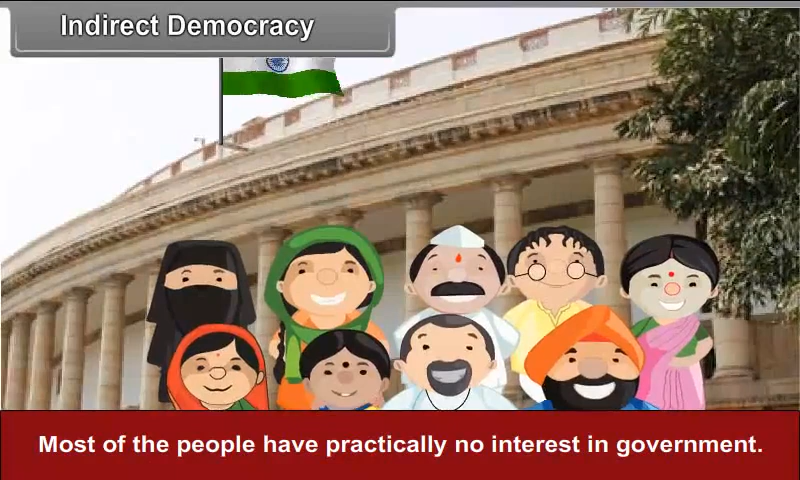 Indirect Democracy
Most of the people have practically no interest in government.